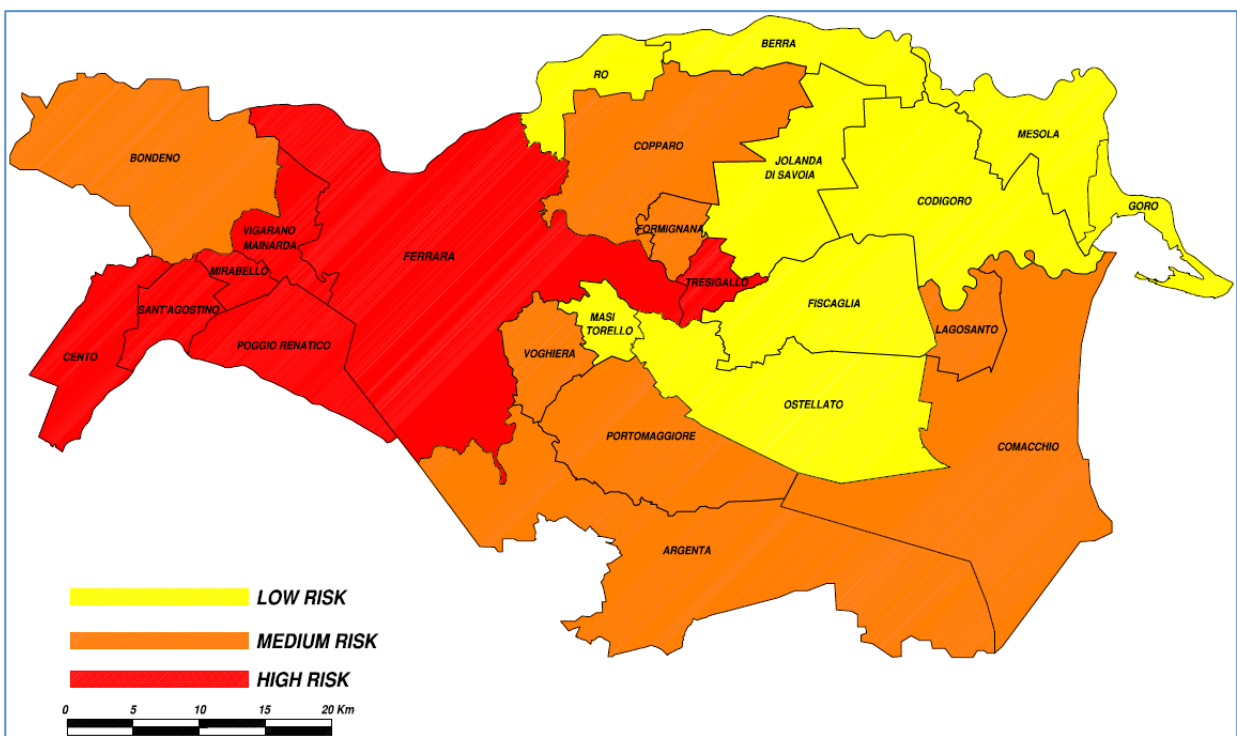 BERRA
RO
MESOLA
COPPARO
BONDENO
JOLANDA
DI SAVOIA
CODIGORO
GORO
FORMIGNANA
VIGARANO
MAINARDA
FERRARA
MIRABELLO
TRESIGALLO
SANT'AGOSTINO
FISCAGLIA
MASI
TORELLO
LAGOSANTO
CENTO
POGGIO RENATICO
VOGHIERA
OSTELLATO
PORTOMAGGIORE
COMACCHIO
ARGENTA
LOW RISK
MEDIUM RISK
HIGH RISK
0 5 10 15 20 Km